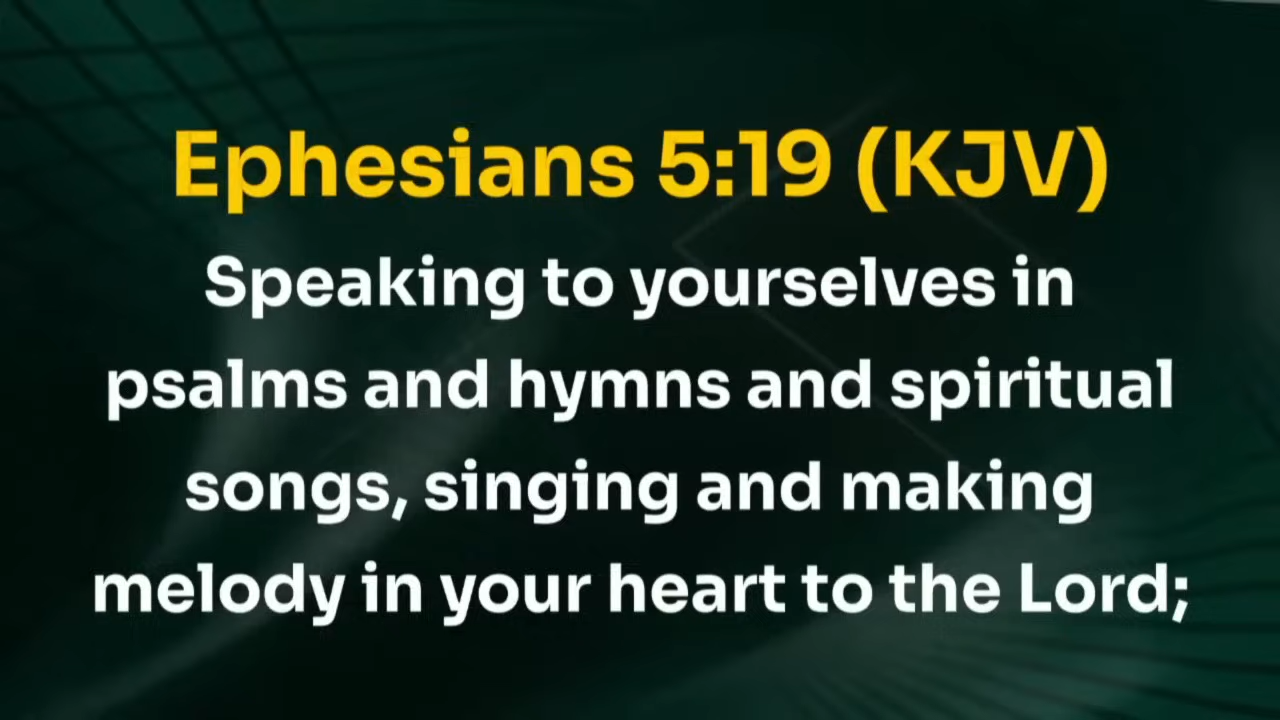 Ephesians 5:19 (KJV)
Speaking to yourselves in
psalms and hymns and spiritual
songs, singing and making
melody in your heart to the Lord;